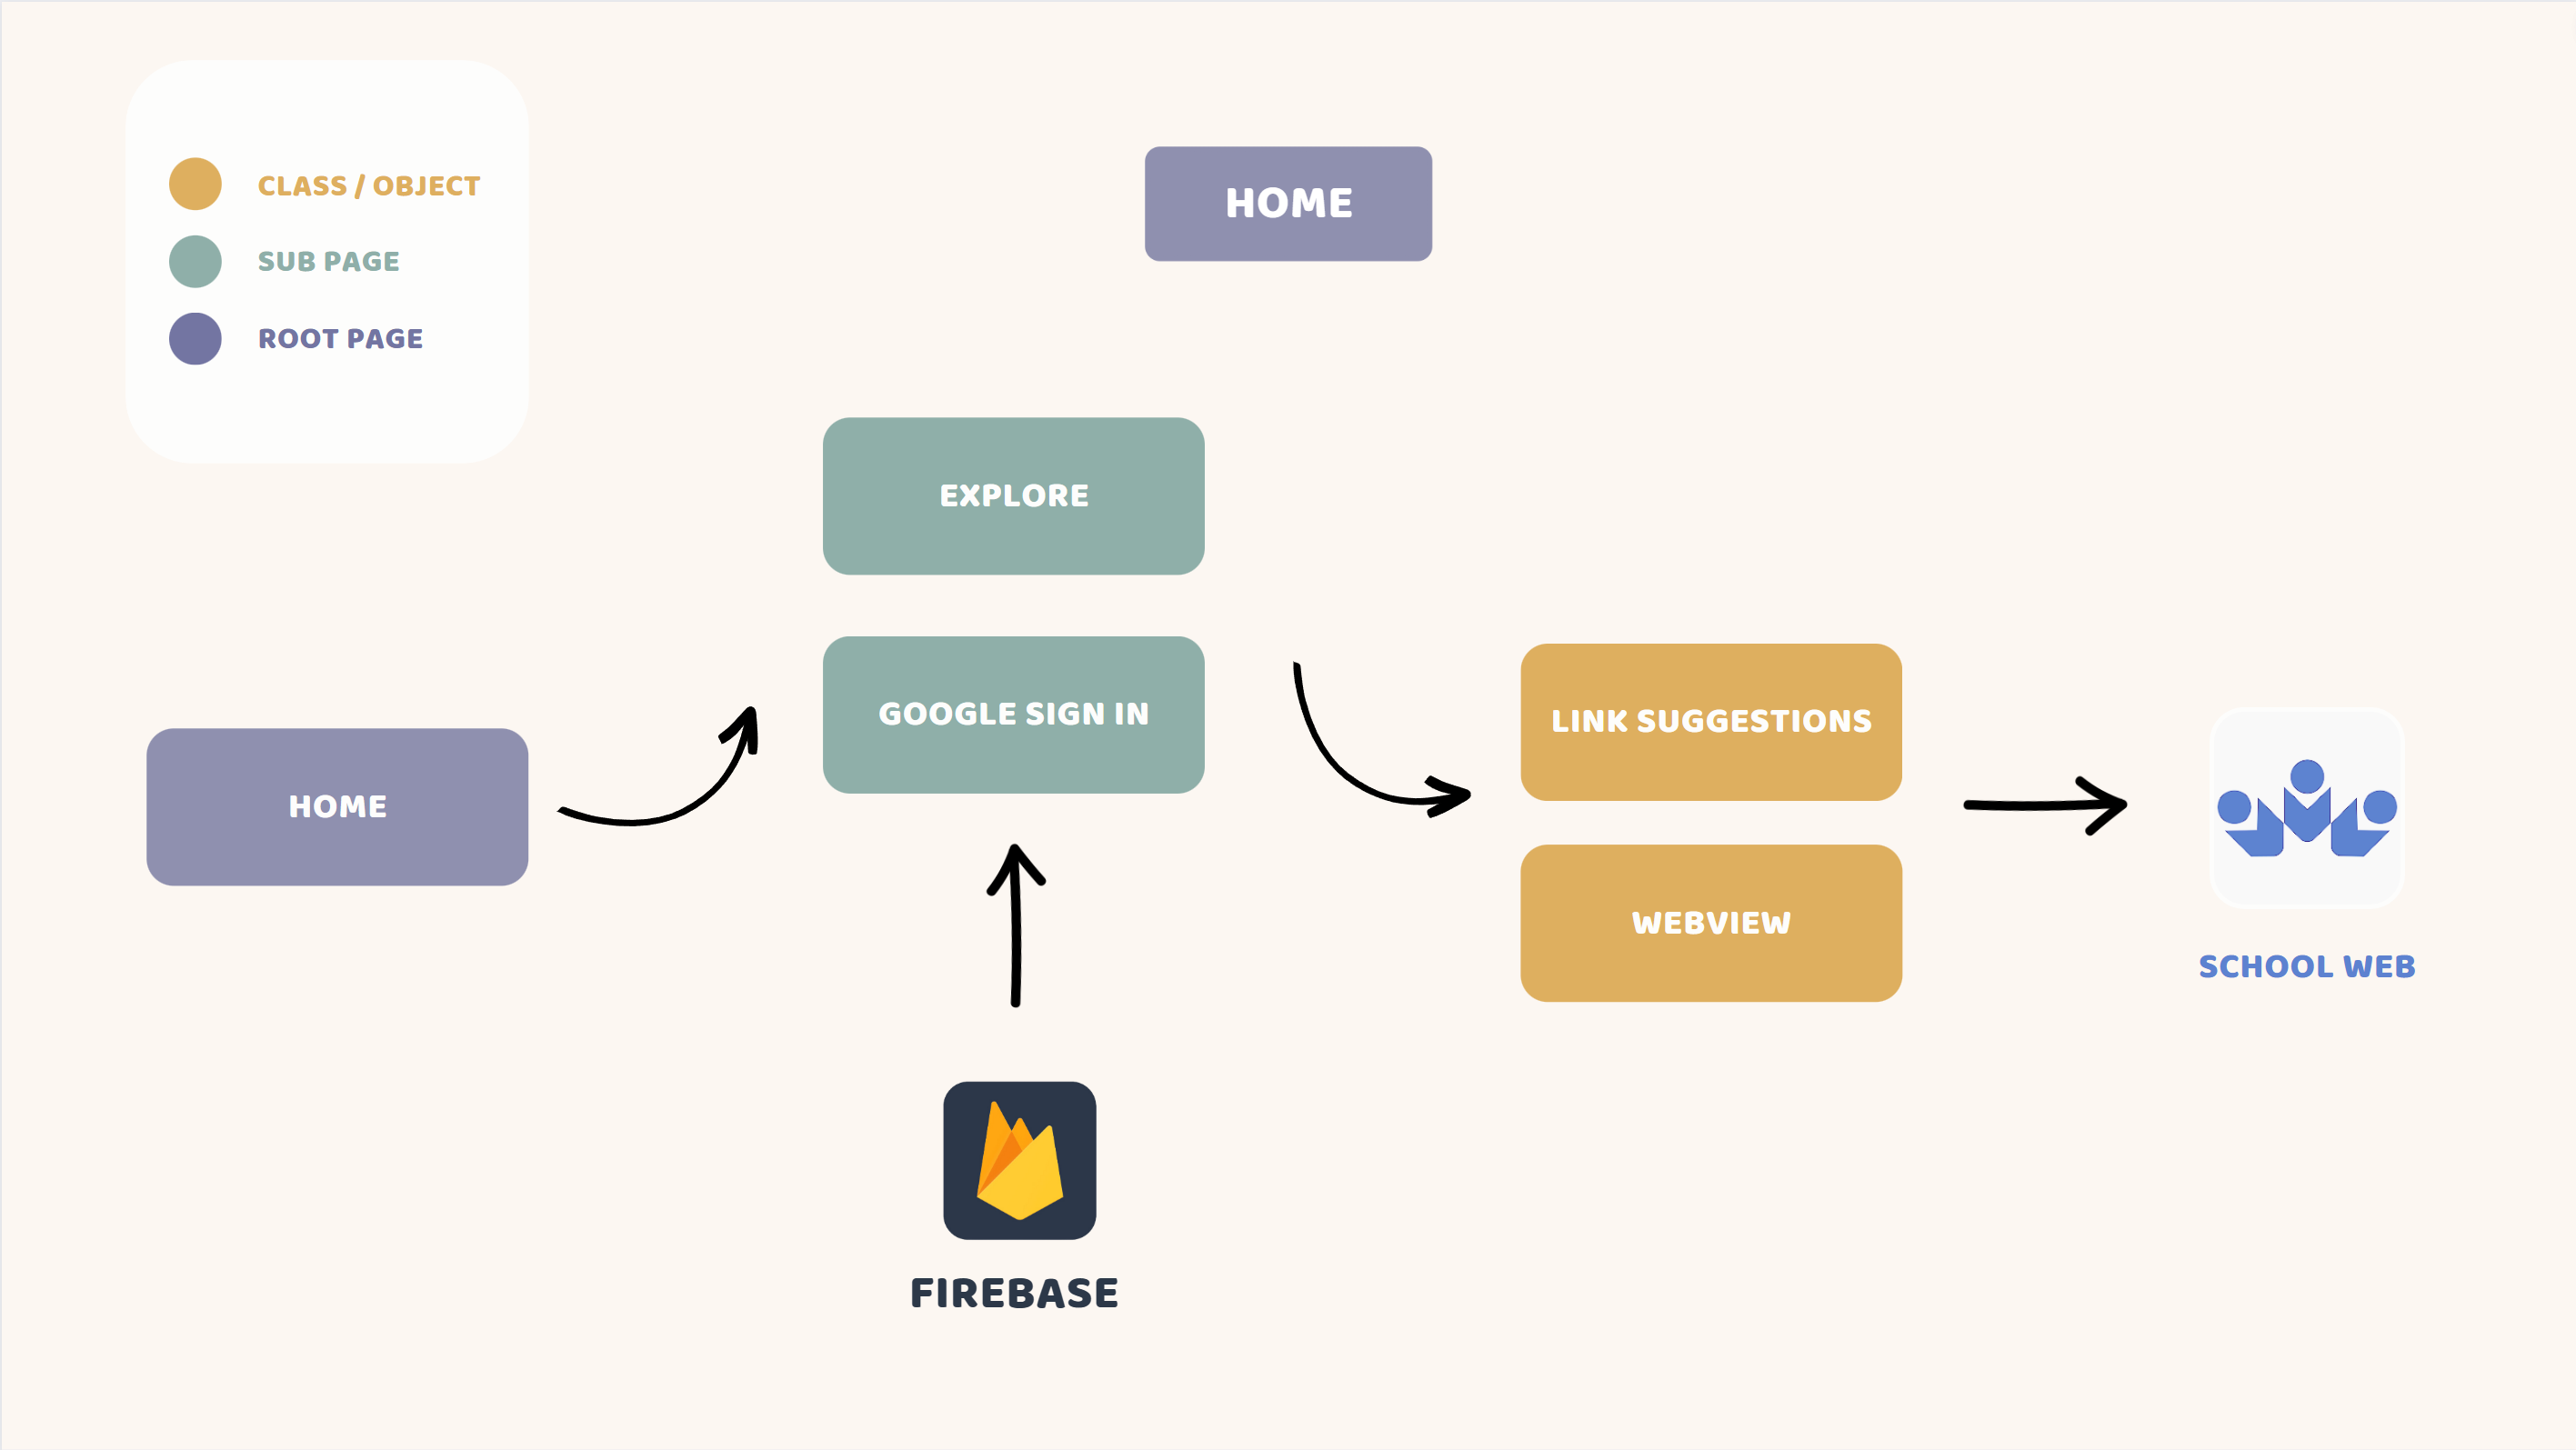 CLASS / OBJECT
SUB PAGE
ROOT PAGE
HOME
EXPLORE
GOOGLE SIGN IN
HOME
LINK SUGGESTIONS
WEBVIEW
SCHOOL WEB
FIREBASE